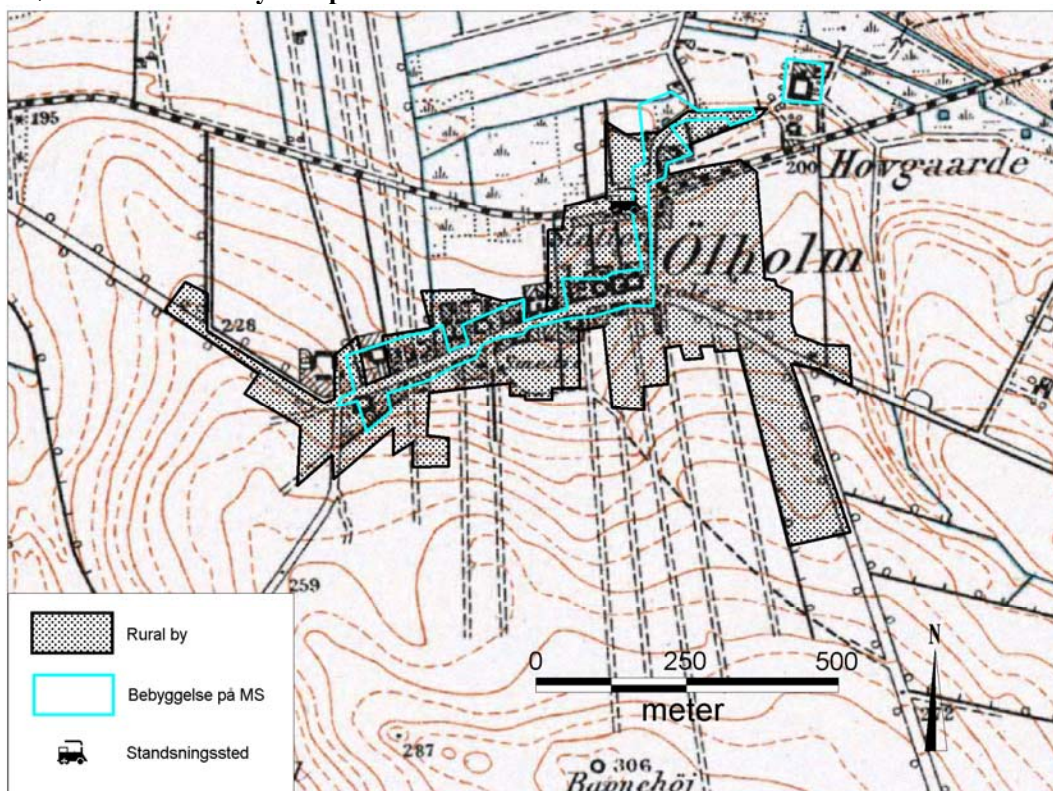 195
200 Hovgaarde
Ölholm
228
259
287
306
Rural by
Bebyggelse på MS
Standsningssted
0 250 500
meter
N